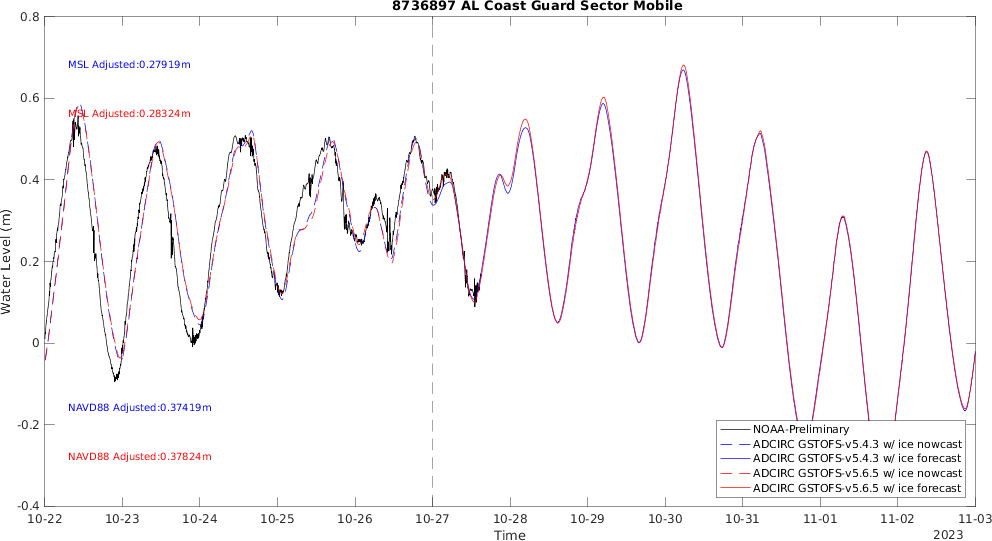 8736897 AL Coast Guard Sector Mobile
0.8
0.6
0.4
0.2
0
-0.2
-0.4
Water Level (m)
MSL Adjusted:0.27919m
MSL Adjusted:0.28324m
NAVD88 Adjusted:0.37419m
NAVD88 Adjusted:0.37824m
NOAA-Preliminary
ADCIRC GSTOFS-v5.4.3 w/ ice nowcast
ADCIRC GSTOFS-v5.4.3 w/ ice forecast
ADCIRC GSTOFS-v5.6.5 w/ ice nowcast
ADCIRC GSTOFS-v5.6.5 w/ ice forecast
10-22 10-23 10-24 10-25 10-26 10-27 10-28 10-29 10-30 10-31 11-01 11-02 11-03
Time
2023